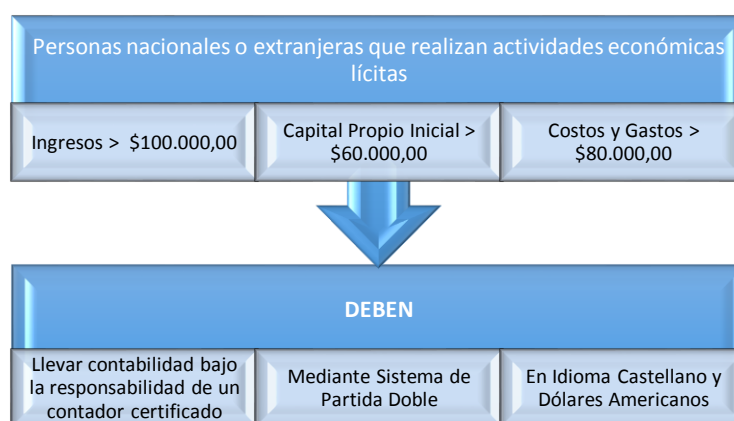 Personas nacionales o extranjeras que realizan actividades económicas
lícitas
Ingresos > $100.000,00
Capital Propio Inicial >
$60.000,00
Costos y Gastos >
$80.000,00
DEBEN
Llevar contabilidad bajo
la responsabilidad de un
contador certificado
Mediante Sistema de
Partida Doble
En Idioma Castellano y
Dólares Americanos